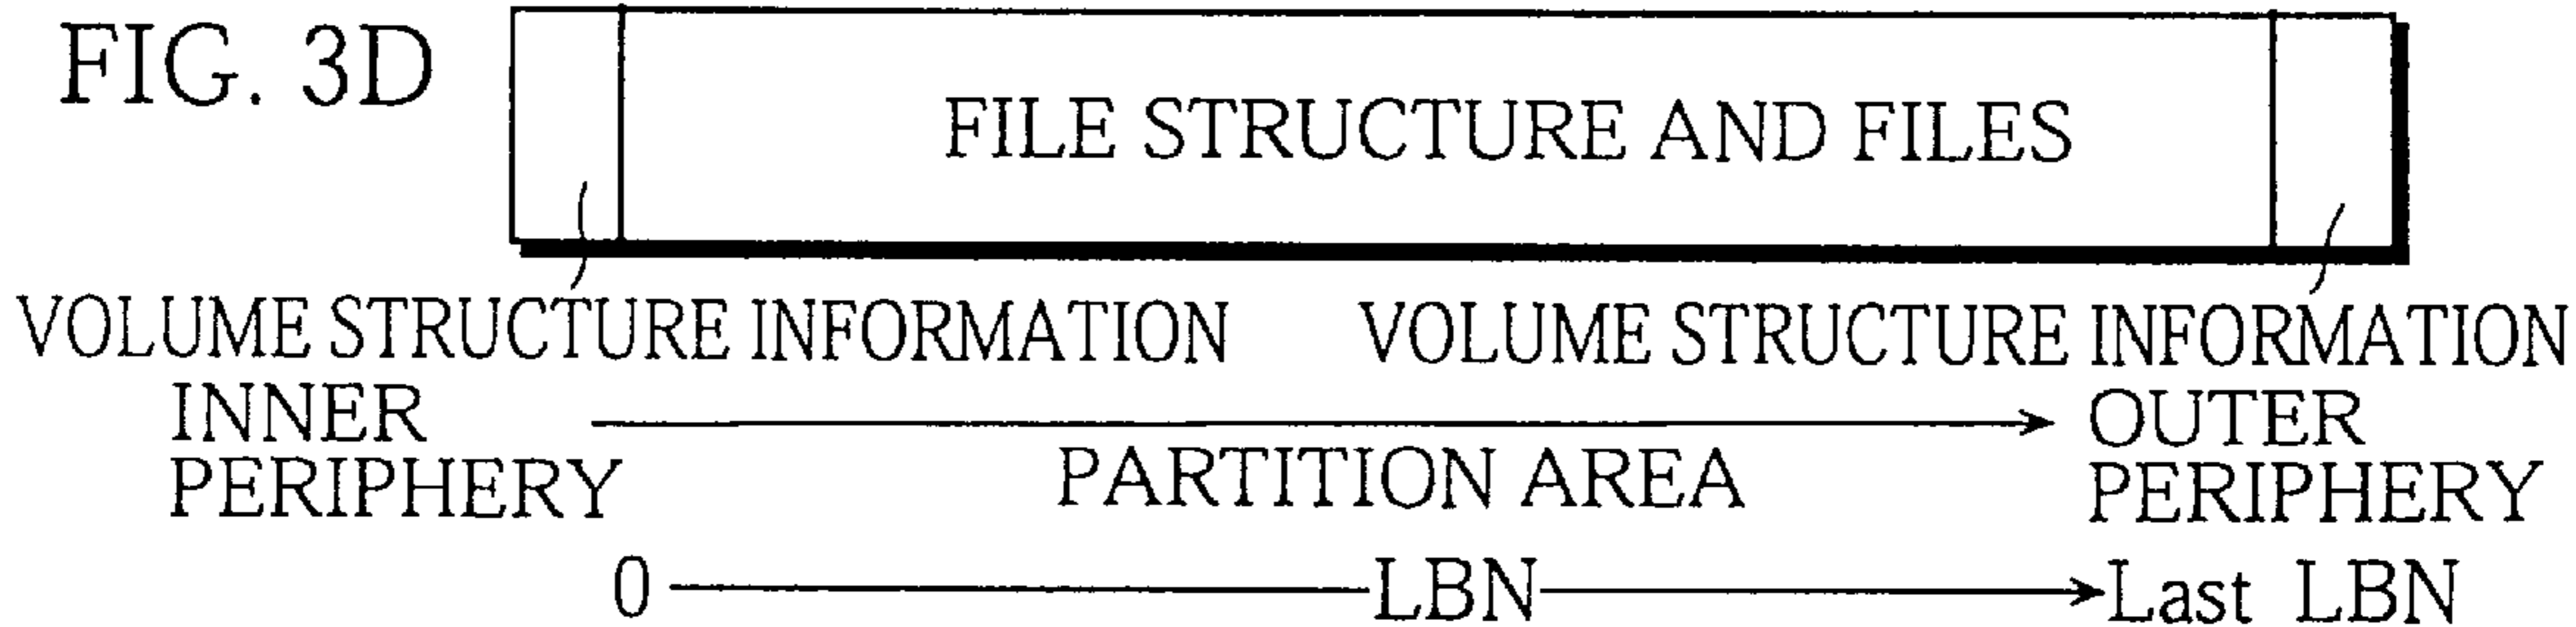 FIG. 3D
FILE STRUCTURE AND FILES
VOLUME STRUCTURE INFORMATION
VOLUME STRUCTURE INFORMATION
INNER
PERIPHERY
PARTITION AREA
OUTER
PERIPHERY
0
LBN
Last LBN